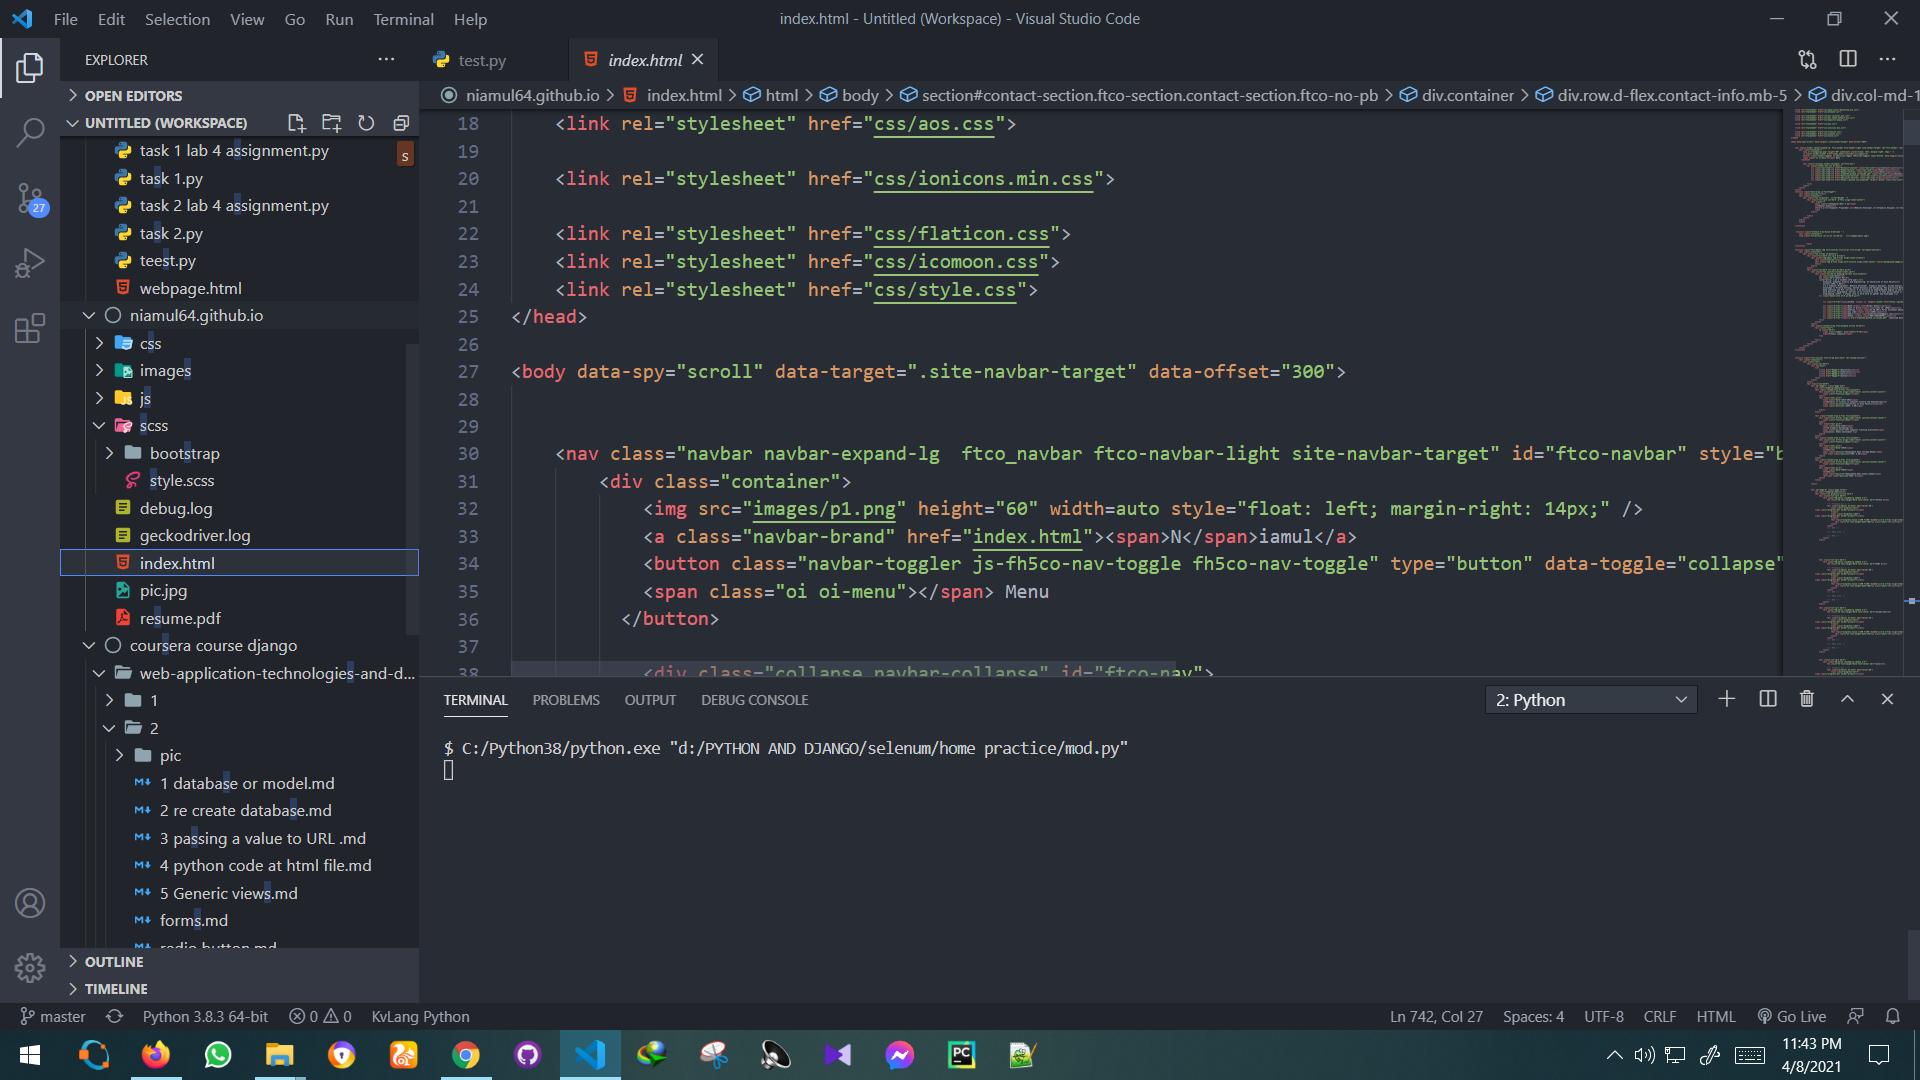 File Edit Selection View Go Run Terminal Help
index.html - Untitled (Workspace) - Visual Studio Code
EXPLORER
OPEN EDITORS
UNTITLED (WORKSPACE)
task 1 lab 4 assignment.py
s
task 1.py
task 2 lab 4 assignment.py
task 2.py
teest.py
webpage.html
niamul64.github.io
css
images
js
scss
bootstrap
style.scss
debug.log
geckodriver.log
index.html
pic.jpg
resume.pdf
coursera course django
web-application-technologies-and-d...
1
2
pic
1 database or model.md
2 re create database.md
3 passing a value to URL .md
4 python code at html file.md
5 Generic views.md
forms.md
radio button.md
OUTLINE
TIMELINE
27
test.py index.html
niamul64.github.io > index.html > html > body > section#contact-section.ftco-section.contact-section.ftco-no-pb > div.container > div.row.d-flex.contact-info.mb-5 > div.col-md-1
18 <link rel="stylesheet" href="css/aos.css">
19
20 <link rel="stylesheet" href="css/ionicons.min.css">
21
22 <link rel="stylesheet" href="css/flaticon.css">
23 <link rel="stylesheet" href="css/icomoon.css">
24 <link rel="stylesheet" href="css/style.css">
25 </head>
26
27 <body data-spy="scroll" data-target=".site-navbar-target" data-offset="300">
28
29
30 <nav class="navbar navbar-expand-lg  ftco_navbar ftco-navbar-light site-navbar-target" id="ftco-navbar" style="b
31 <div class="container">
32 <img src="images/p1.png" height="60" width=auto style="float: left; margin-right: 14px;" />
33 <a class="navbar-brand" href="index.html"><span>N</span>iamul</a>
34 <button class="navbar-toggler js-fh5co-nav-toggle fh5co-nav-toggle" type="button" data-toggle="collapse"
35 <span class="oi oi-menu"></span> Menu
36 </button>
37
38 <div class="collapse navbar-collapse" id="ftco-nav">
TERMINAL PROBLEMS OUTPUT DEBUG CONSOLE
2: Python
$ C:/Python38/python.exe "d:/PYTHON AND DJANGO/selenum/home practice/mod.py"
master Python 3.8.3 64-bit 0 0 KvLang Python
Ln 742, Col 27 Spaces: 4 UTF-8 CRLF HTML Go Live
PC
11:43 PM
4/8/2021